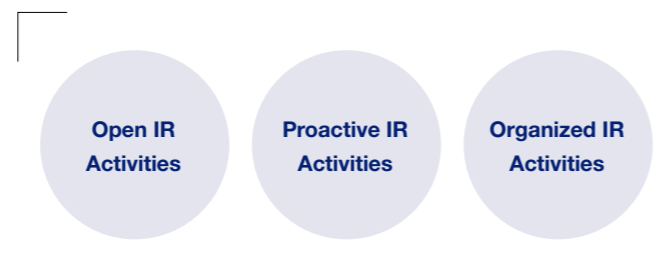 Open IR
Activities
Proactive IR
Activities
Organized IR
Activities